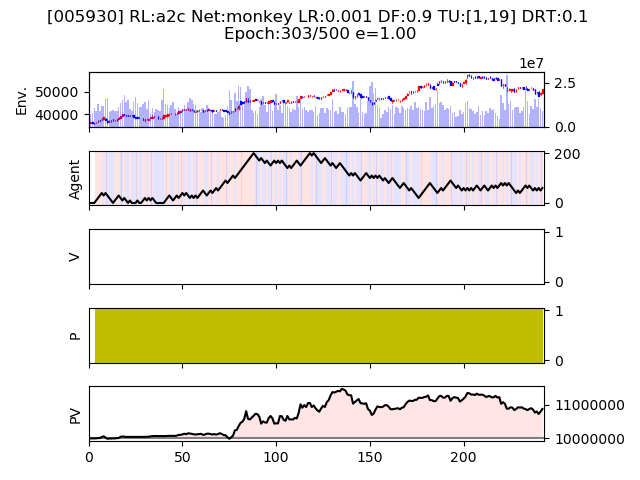 [005930] RL:a2c Net:monkey LR:0.001 DF:0.9 TU:[1,19] DRT:0.1
Epoch:303/500 e=1.00
1e7
Env.
50000
40000
2.5
0.0
Agent
200
0
V
1
0
P
1
0
PV
11000000
10000000
0
50
100
150
200